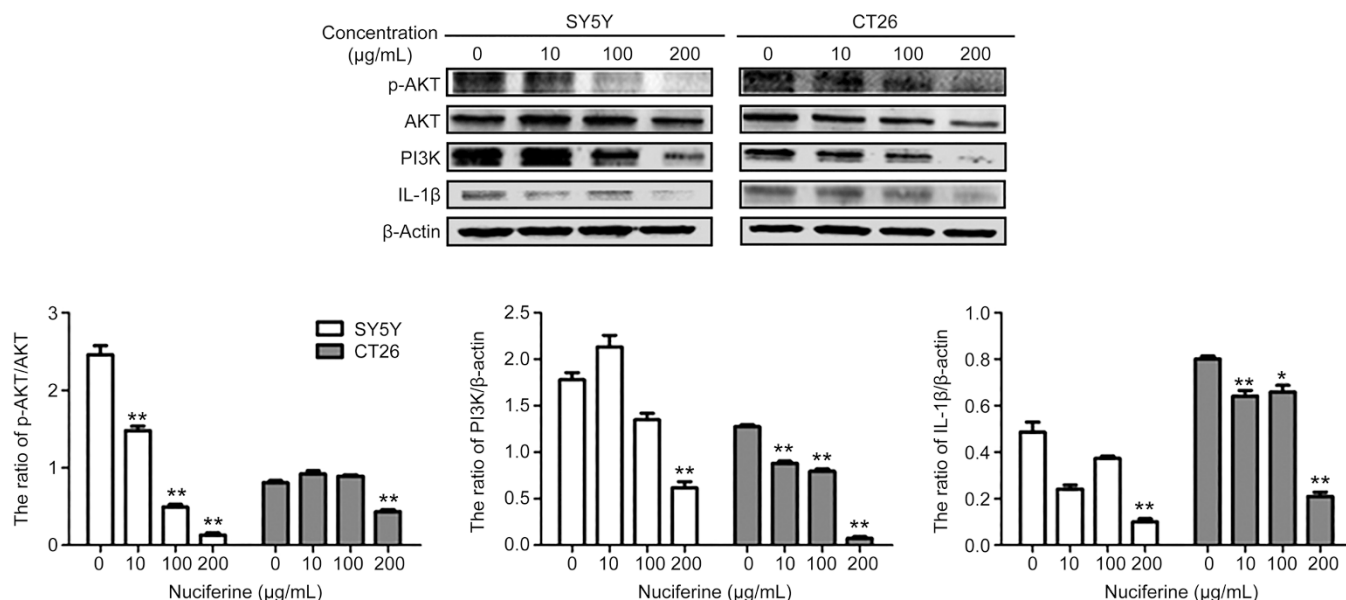 SY5Y CT26
Concentration
(µg/mL) 0 10 100 200 0 10 100 200
p-AKT
AKT
PI3K
IL-1β
β-Actin
The ratio of p-AKT/AKT
3
2
1
0
SY5Y
CT26
**
**
**
**
0 10 100 200 0 10 100 200
Nuciferine (µg/mL)
The ratio of PI3K/β-actin
2.5
2.0
1.5
1.0
0.5
0.0
**
**
**
**
0 10 100 200 0 10 100 200
Nuciferine (µg/mL)
The ratio of IL-1β/β-actin
1.0
0.8
0.6
0.4
0.2
0.0
**
**
*
**
0 10 100 200 0 10 100 200
Nuciferine (µg/mL)